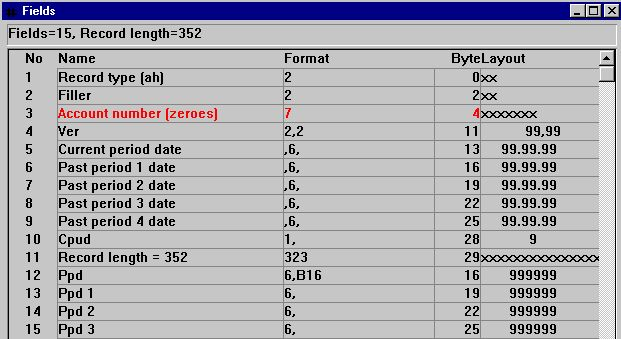 Fields
Fields=15, Record length=352
No Name Format Byte Layout
1 Record type (ah) 2 0 xx
2 Filler 2 2 xx
3 Account number (zeroes) 7 4 xxxxxxx
4 Ver 2,2 11 99,99
5 Current period date ,6, 13 99.99.99
6 Past period 1 date ,6, 16 99.99.99
7 Past period 2 date ,6, 19 99.99.99
8 Past period 3 date ,6, 22 99.99.99
9 Past period 4 date ,6, 25 99.99.99
10 Cpud 1, 28 9
11 Record length = 352 323 29 xxxxxxxxxxxxxxxx
12 Ppd 6,B16 16 999999
13 Ppd 1 6, 19 999999
14 Ppd 2 6, 22 999999
15 Ppd 3 6, 25 999999